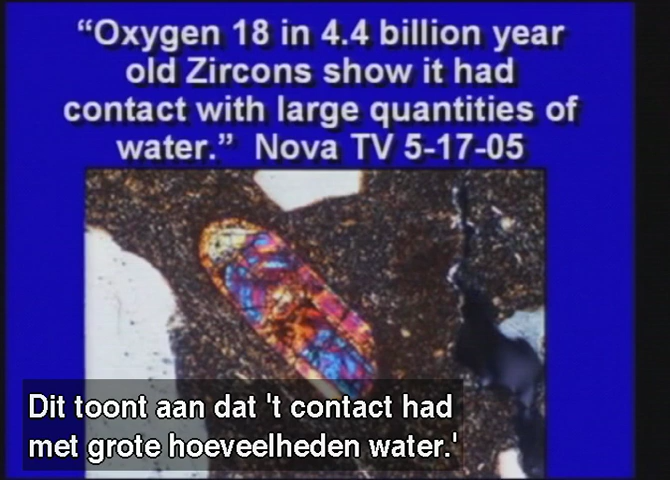 “Oxygen 18 in 4.4 billion year
old Zircons show it had
contact with large quantities of
water.” Nova TV 5-17-05
Dit toont aan dat 't contact had
met grote hoeveelheden water.'